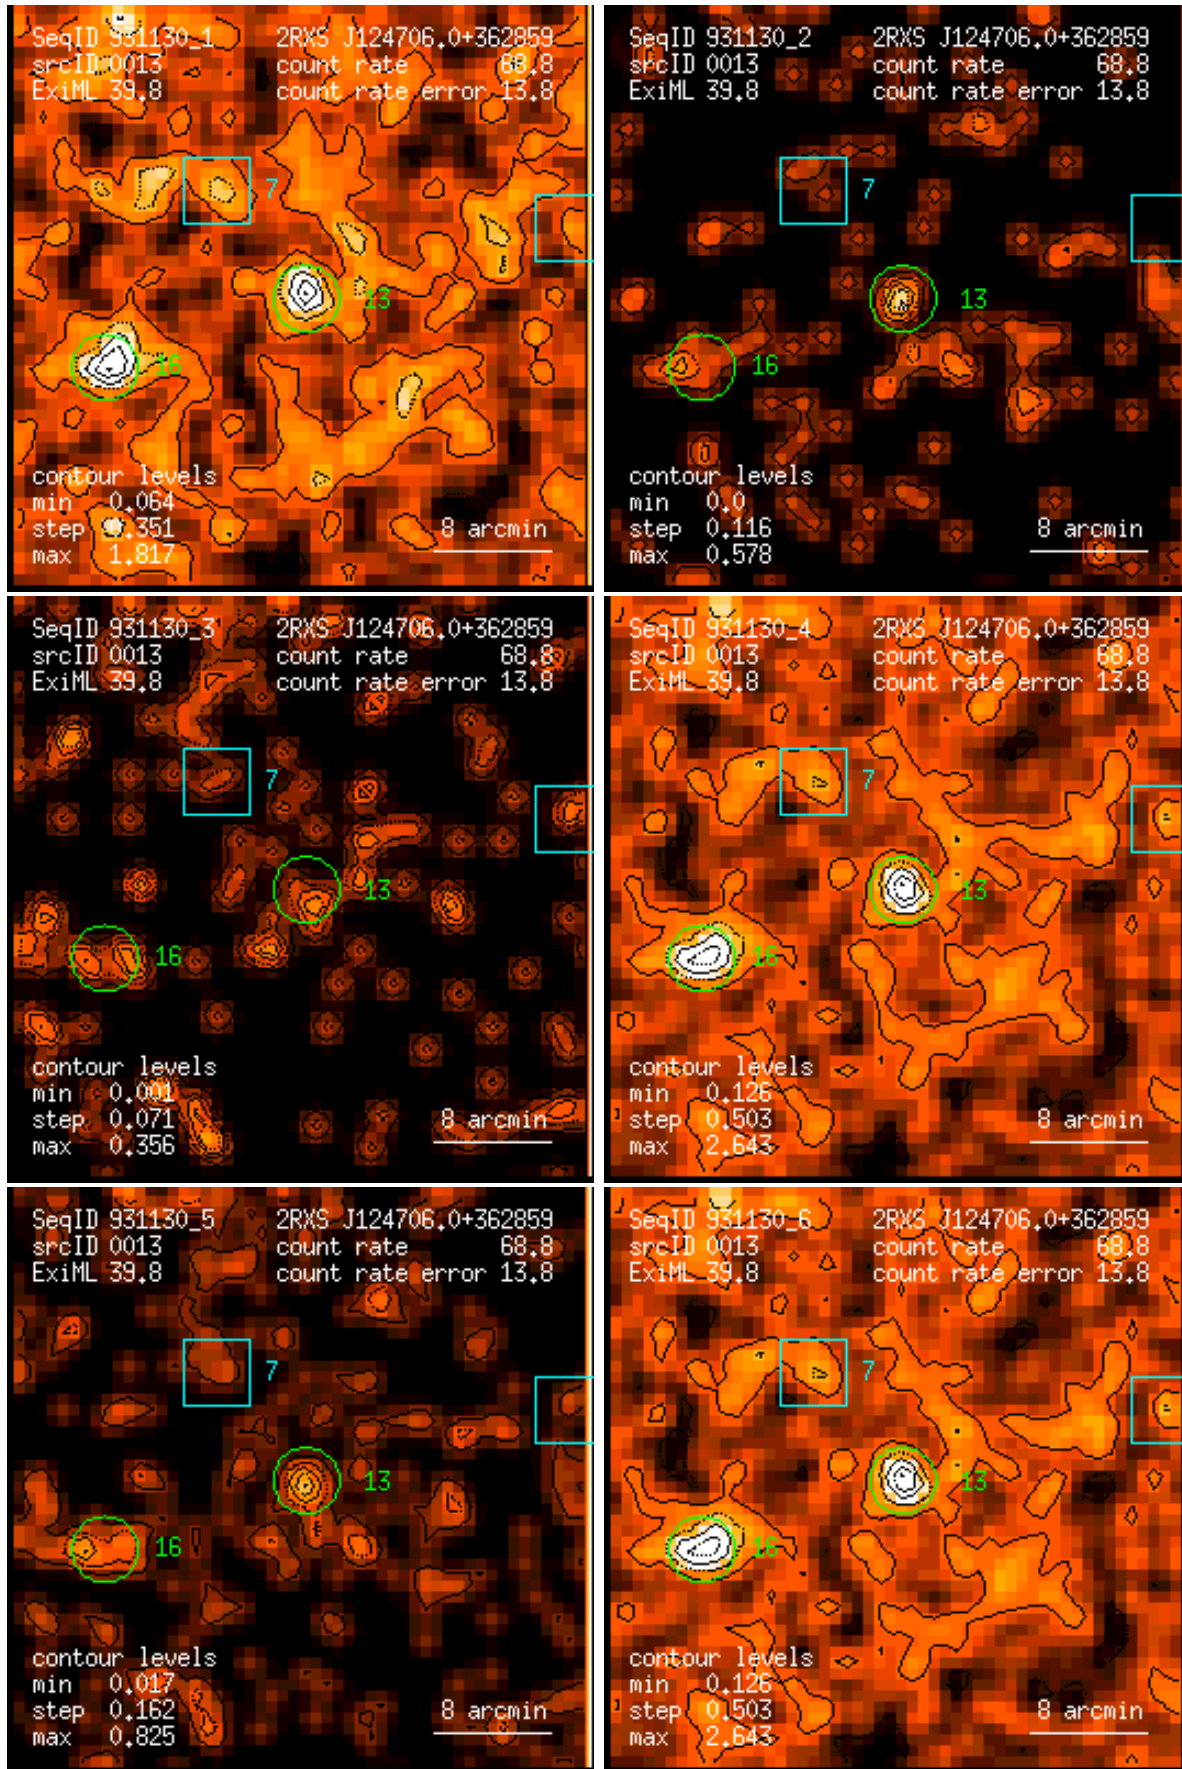 SeqID 931130_1 2RXS J124706.0+362859
srcID 0013 count rate 68.8
ExiML 39.8 count rate error 13.8
7
13
16
contour levels
min 0.064
step 0.351 8 arcmin
max 1.817
SeqID 931130_2 2RXS J124706.0+362859
srcID 0013 count rate 68.8
ExiML 39.8 count rate error 13.8
7
13
16
contour levels
min 0.0
step 0.116 8 arcmin
max 0.578
SeqID 931130_3 2RXS J124706.0+362859
srcID 0013 count rate 68.8
ExiML 39.8 count rate error 13.8
7
13
16
contour levels
min 0.001
step 0.071 8 arcmin
max 0.356
SeqID 931130_4 2RXS J124706.0+362859
srcID 0013 count rate 68.8
ExiML 39.8 count rate error 13.8
7
13
16
contour levels
min 0.126
step 0.503 8 arcmin
max 2.643
SeqID 931130_5 2RXS J124706.0+362859
srcID 0013 count rate 68.8
ExiML 39.8 count rate error 13.8
7
13
16
contour levels
min 0.017
step 0.162 8 arcmin
max 0.825
SeqID 931130_6 2RXS J124706.0+362859
srcID 0013 count rate 68.8
ExiML 39.8 count rate error 13.8
7
13
16
contour levels
min 0.126
step 0.503 8 arcmin
max 2.643